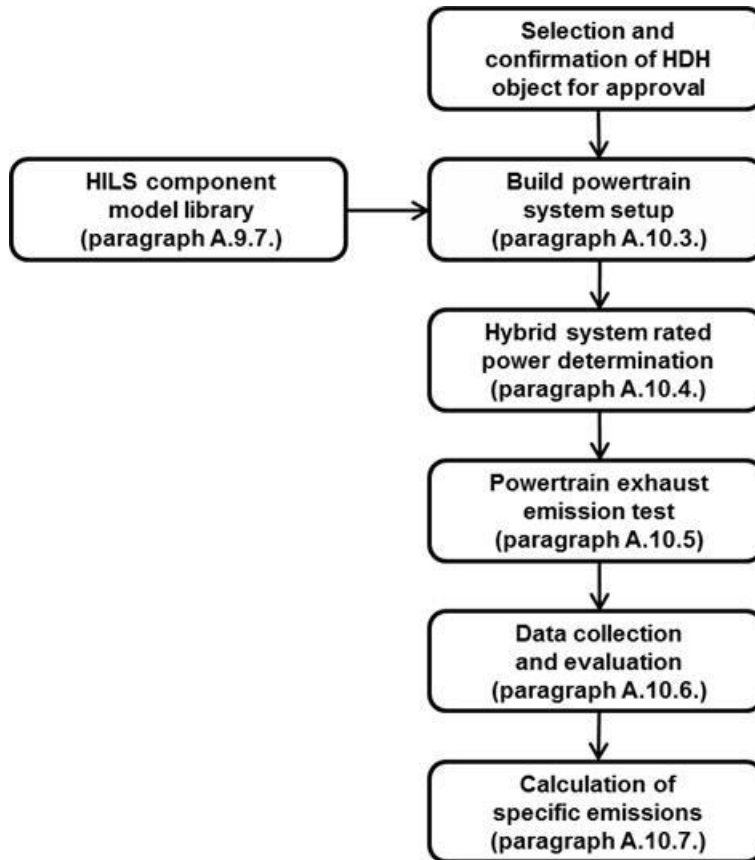 Selection and
confirmation of HDH
object for approval
HILS component
model library
(paragraph A.9.7.)
Build powertrain
system setup
(paragraph A.10.3.)
Hybrid system rated
power determination
(paragraph A.10.4.)
Powertrain exhaust
emission test
(paragraph A.10.5)
Data collection
and evaluation
(paragraph A.10.6.)
Calculation of
specific emissions
(paragraph A.10.7.)